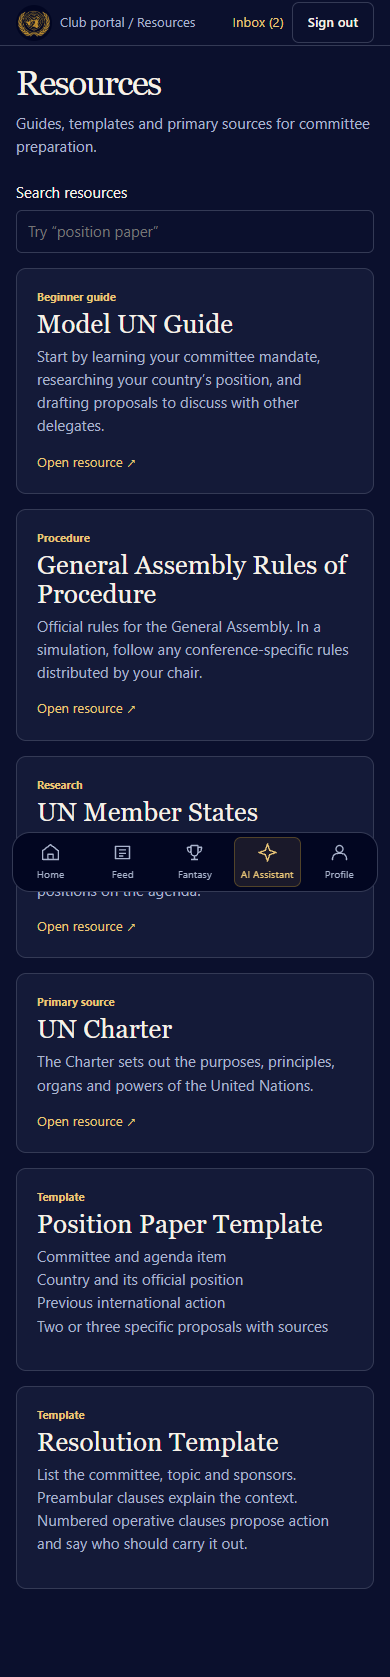 Club portal / Resources
Inbox (2)
Sign out
Resources
Guides, templates and primary sources for committee
preparation.
Search resources
Try “position paper”
Beginner guide
Model UN Guide
Start by learning your committee mandate,
researching your country’s position, and
drafting proposals to discuss with other
delegates.
Open resource ↗
Procedure
General Assembly Rules of
Procedure
Official rules for the General Assembly. In a
simulation, follow any conference-specific rules
distributed by your chair.
Open resource ↗
Research
UN Member States
Home
Feed
Fantasy
AI Assistant
Profile
positions on the agenda.
Open resource ↗
Primary source
UN Charter
The Charter sets out the purposes, principles,
organs and powers of the United Nations.
Open resource ↗
Template
Position Paper Template
Committee and agenda item
Country and its official position
Previous international action
Two or three specific proposals with sources
Template
Resolution Template
List the committee, topic and sponsors.
Preambular clauses explain the context.
Numbered operative clauses propose action
and say who should carry it out.